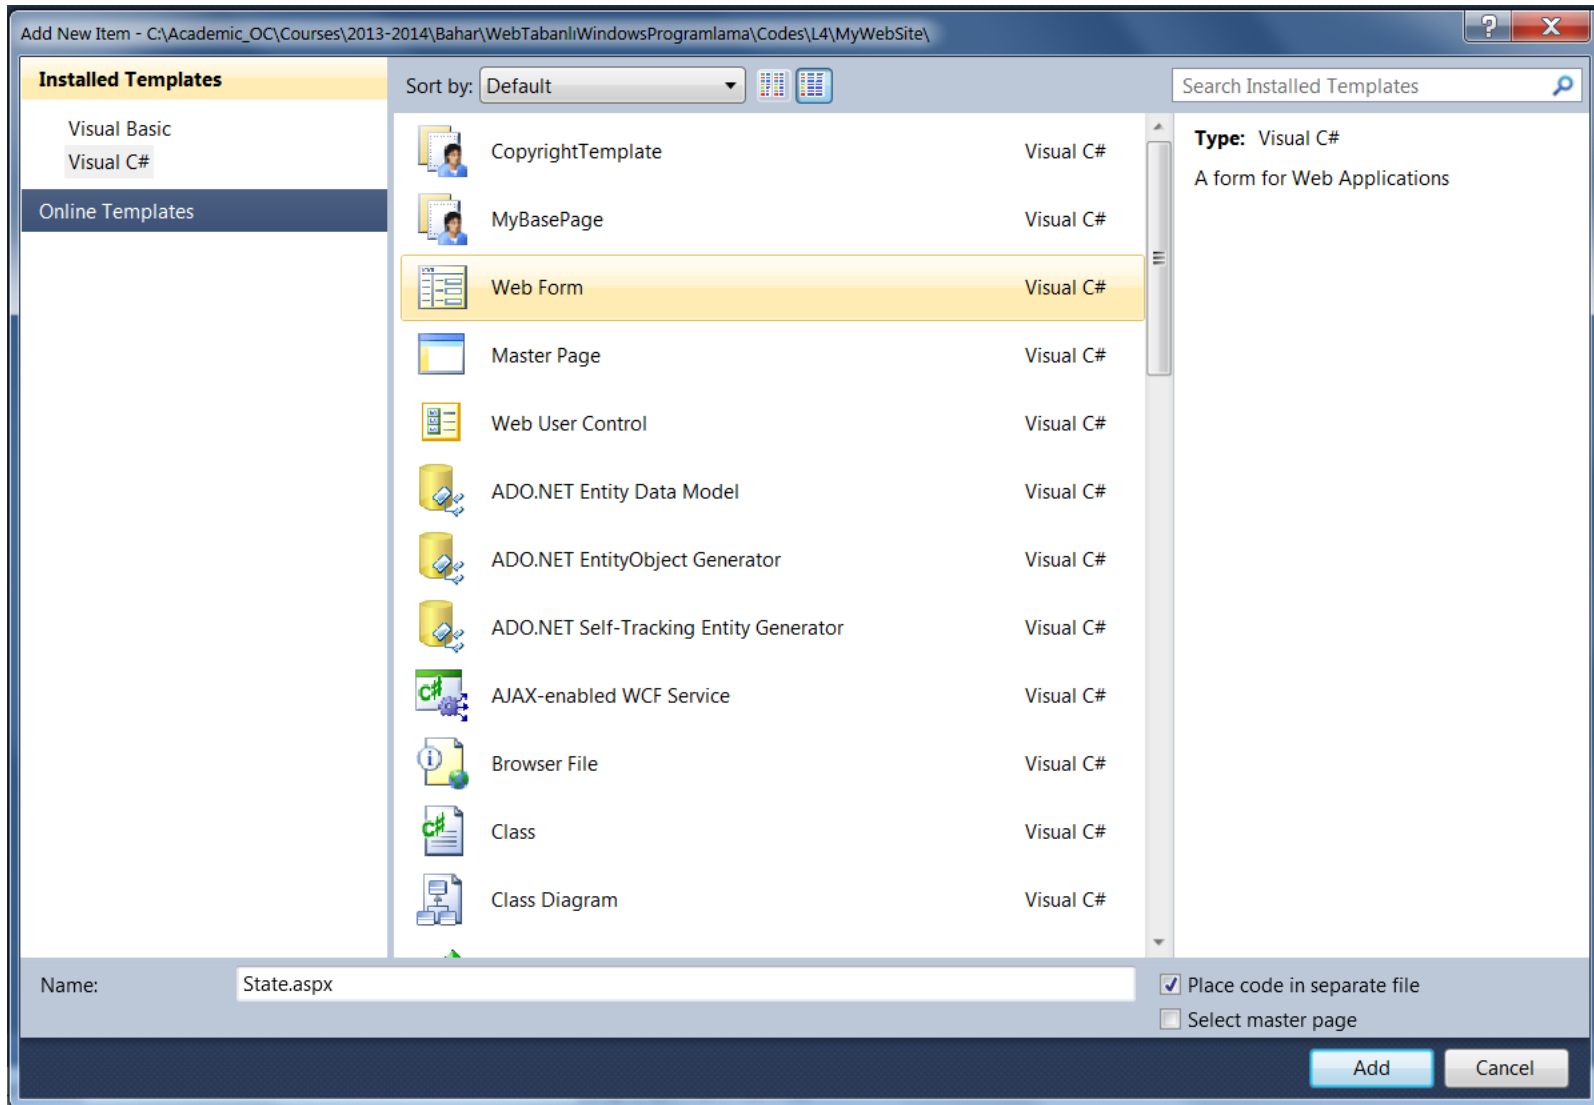 Add New Item - C:\Academic_OC\Courses\2013-2014\Bahar\WebTabanlıWindowsProgramlama\Codes\L4\MyWebSite\
Installed Templates
Visual Basic
Visual C#
Online Templates
Sort by: Default
Search Installed Templates
CopyrightTemplate Visual C#
MyBasePage Visual C#
Web Form Visual C#
Master Page Visual C#
Web User Control Visual C#
ADO.NET Entity Data Model Visual C#
ADO.NET EntityObject Generator Visual C#
ADO.NET Self-Tracking Entity Generator Visual C#
AJAX-enabled WCF Service Visual C#
Browser File Visual C#
Class Visual C#
Class Diagram Visual C#
Type: Visual C#
A form for Web Applications
Name: State.aspx
Place code in separate file
Select master page
Add Cancel